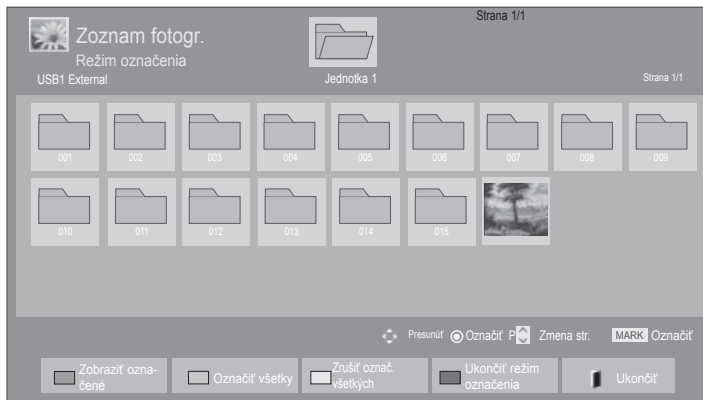 Strana 1/1
Zoznam fotogr.
Režim označenia
USB1 External
Jednotka 1
Strana 1/1
001 002 003 004 005 006 007 008 009
010 011 012 013 014 015
Presunúť Označiť P Zmena str. MARK Označiť
Zobraziť ozna-
čené
Označiť všetky
Zrušiť označ.
všetkých
Ukončiť režim
označenia
Ukončiť